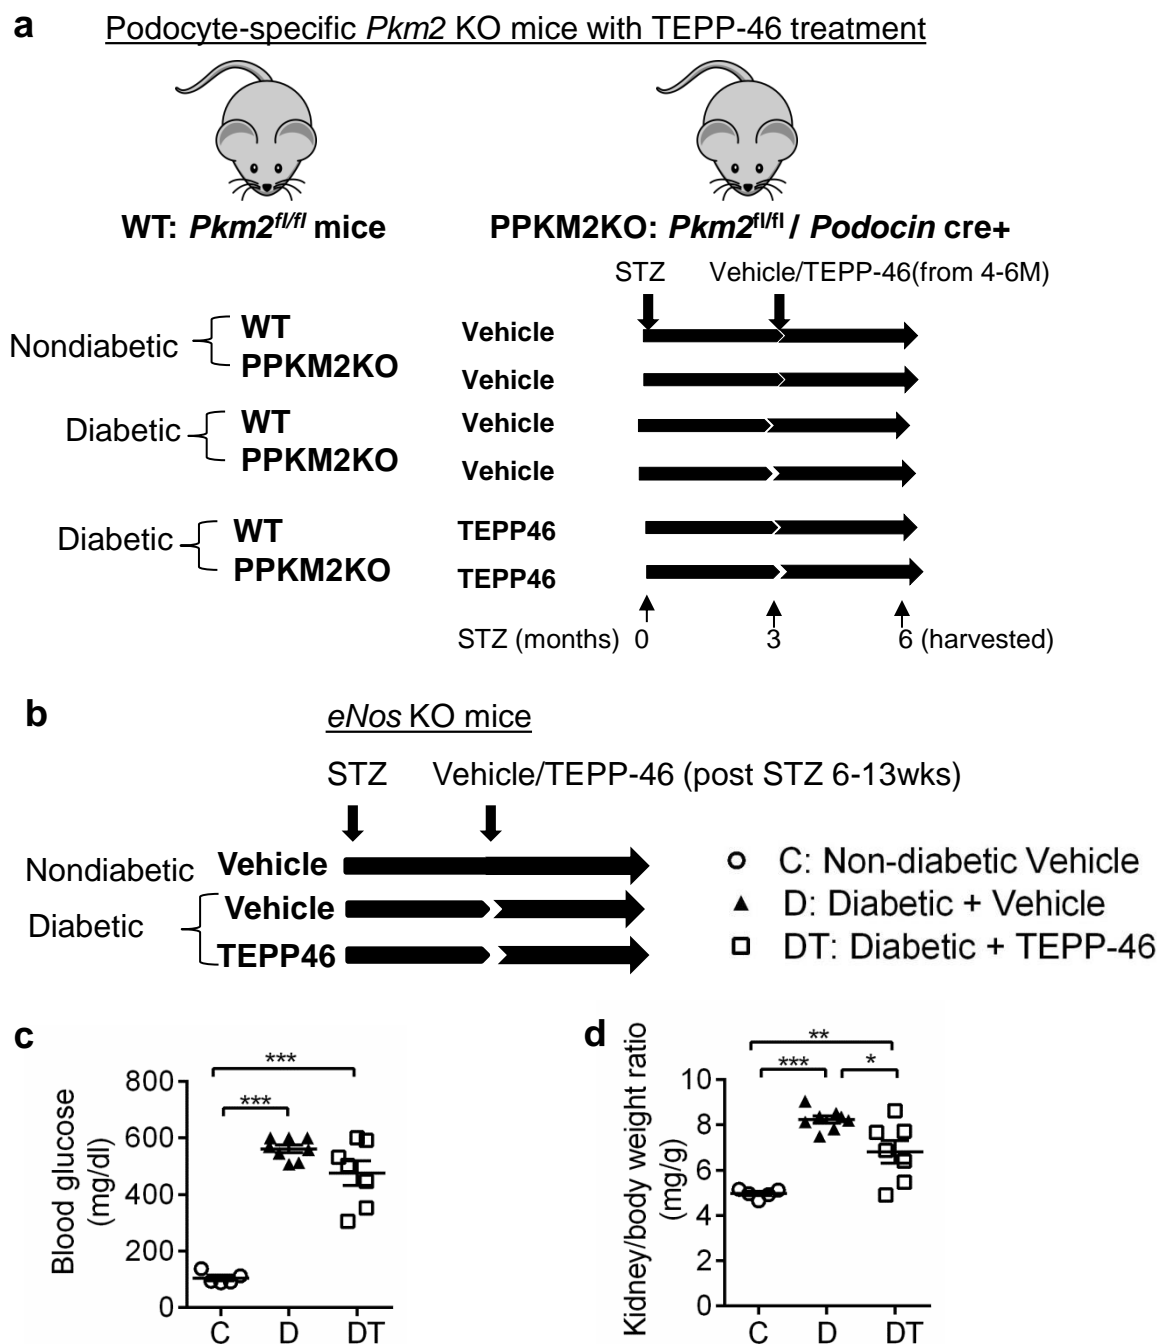 a Podocyte-specific Pkm2 KO mice with TEPP-46 treatment
WT: Pkm2fl/fl mice
PPKM2KO: Pkm2fl/fl / Podocin cre+
STZ Vehicle/TEPP-46(from 4-6M)
Nondiabetic
WT Vehicle
PPKM2KO Vehicle
Diabetic
WT Vehicle
PPKM2KO Vehicle
Diabetic
WT TEPP46
PPKM2KO TEPP46
STZ (months) 0 3 6 (harvested)
b eNos KO mice
STZ Vehicle/TEPP-46 (post STZ 6-13wks)
Nondiabetic Vehicle
Diabetic Vehicle
TEPP46
C: Non-diabetic Vehicle
D: Diabetic + Vehicle
DT: Diabetic + TEPP-46
c
Blood glucose
(mg/dl)
800
600
400
200
0
***
***
C D DT
d
Kidney/body weight ratio
(mg/g)
10
8
6
4
2
0
**
*** *
C D DT